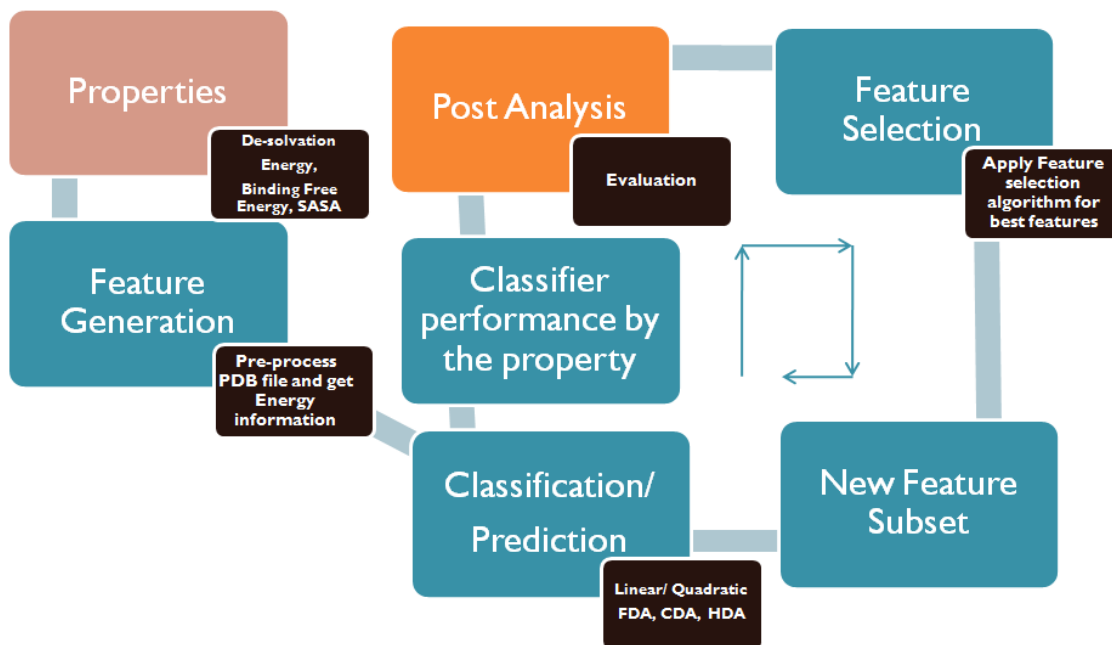 Properties
De-solvation
Energy,
Binding Free
Energy, SASA
Feature
Generation
Pre-process
PDB file and get
Energy
information
Post Analysis
Evaluation
Classifier
performance by
the property
Classification/
Prediction
Linear/ Quadratic
FDA, CDA, HDA
Feature
Selection
Apply Feature
selection
algorithm for
best features
New Feature
Subset